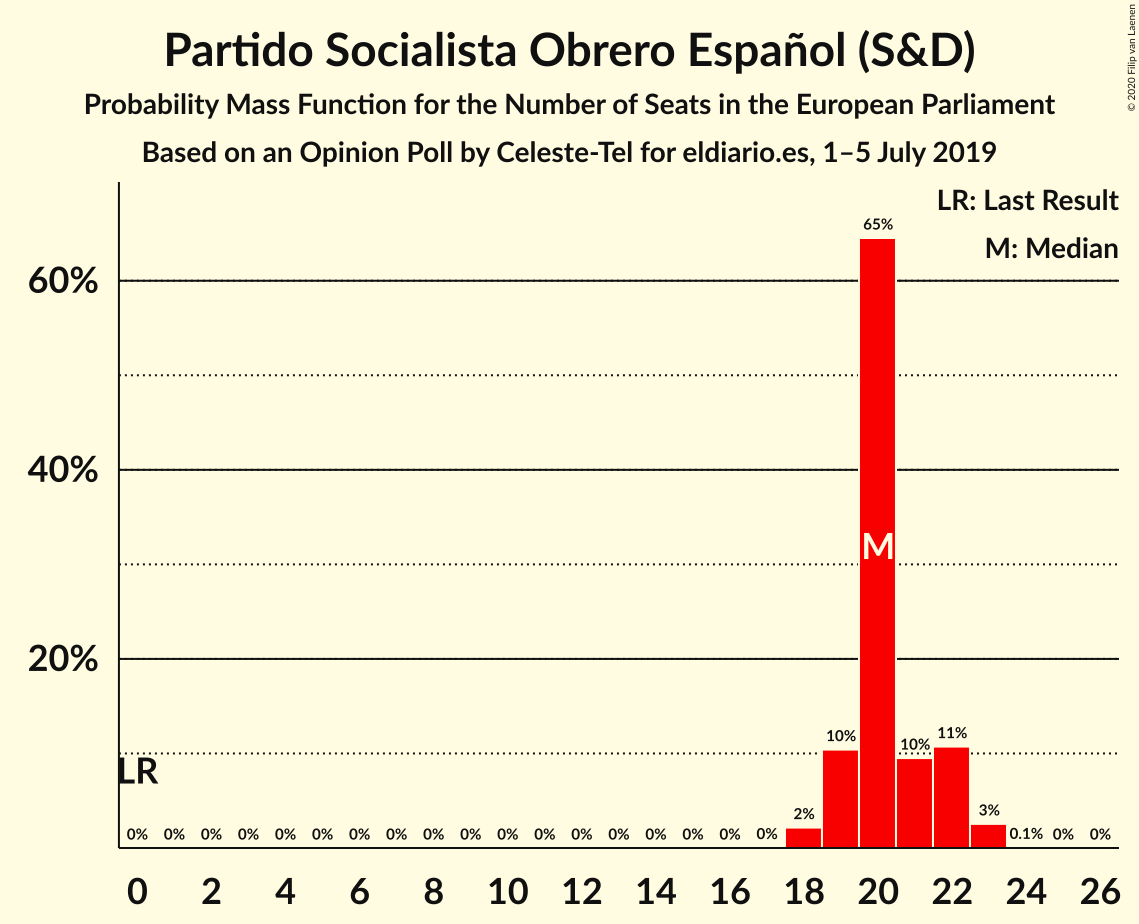 Partido Socialista Obrero Español (S&D)
Probability Mass Function for the Number of Seats in the European Parliament
Based on an Opinion Poll by Celeste-Tel for eldiario.es, 1–5 July 2019
© 2020 Filip van Laenen
LR: Last Result
M: Median
65%
60%
40%
M
20%
10% 10% 11%
LR
0% 0% 0% 0% 0% 0% 0% 0% 0% 0% 0% 0% 0% 0% 0% 0% 0% 0% 2% 3% 0.1% 0% 0%
0 2 4 6 8 10 12 14 16 18 20 22 24 26